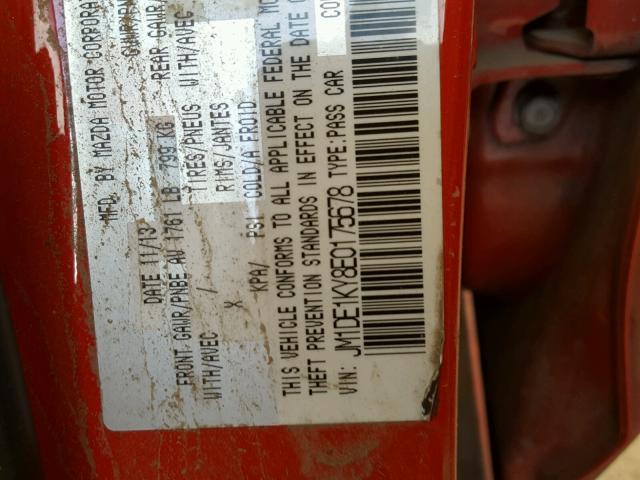 MFD. BY MAZDA MOTOR CORPORA
DATE 11/13
FRONT GAWR/PNBE AV 1761 LB 799 KG REAR GAWR/
WITH/AVEC TIRES/PNEUS WITH/AVEC
X RIMS/JANTES
KPA/ PSI COLD/A FROID
THIS VEHICLE CONFORMS TO ALL APPLICABLE FEDERAL MO
THEFT PREVENTION STANDARDS IN EFFECT ON THE DATE O
VIN: JM1DE1KY8E0175678 TYPE:PASS CAR
COU